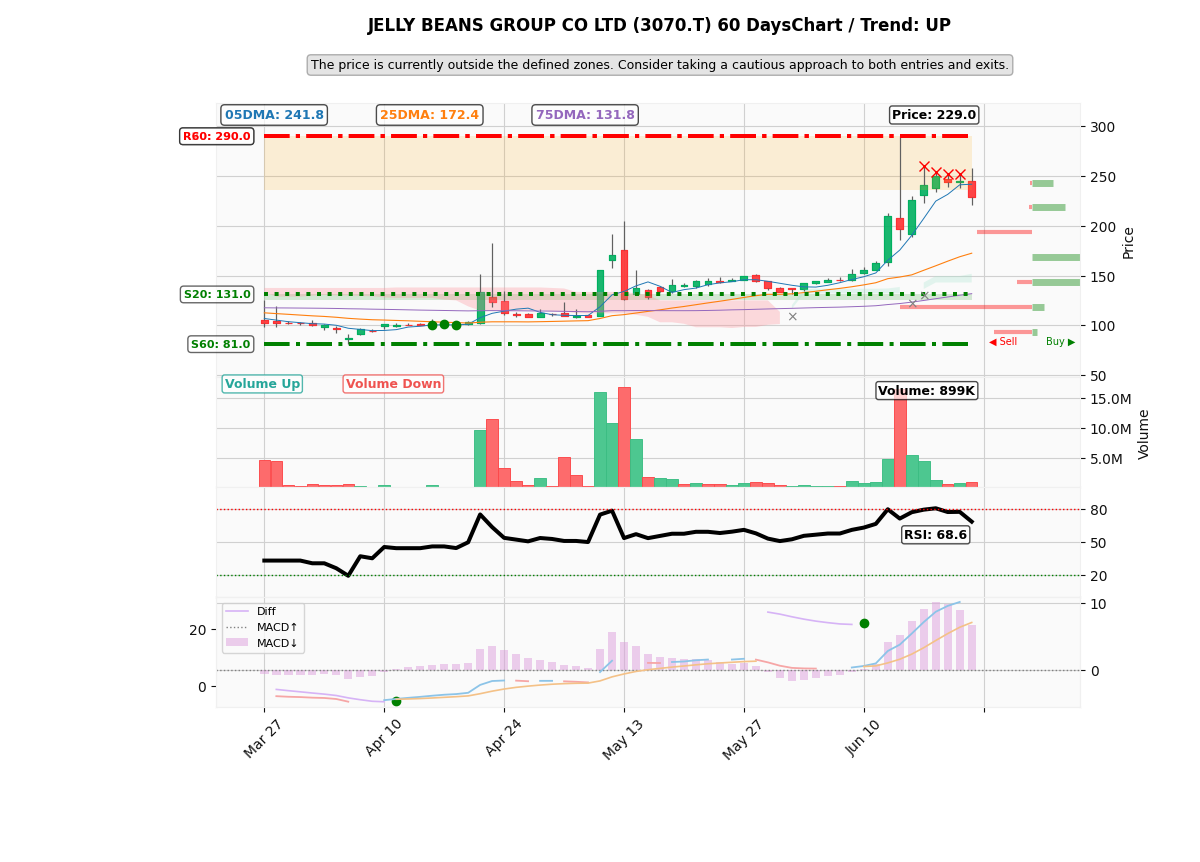 JELLY BEANS GROUP CO LTD (3070.T) 60 DaysChart / Trend: UP
The price is currently outside the defined zones. Consider taking a cautious approach to both entries and exits.
05DMA: 241.8
25DMA: 172.4
75DMA: 131.8
Price: 229.0
R60: 290.0
S20: 131.0
S60: 81.0
300
250
200
150
100
50
Price
◀ Sell
Buy ▶
Volume Up
Volume Down
Volume: 899K
15.0M
10.0M
5.0M
Volume
80
50
20
RSI: 68.6
Diff
MACD↑
MACD↓
20
0
10
0
Mar 27
Apr 10
Apr 24
May 13
May 27
Jun 10